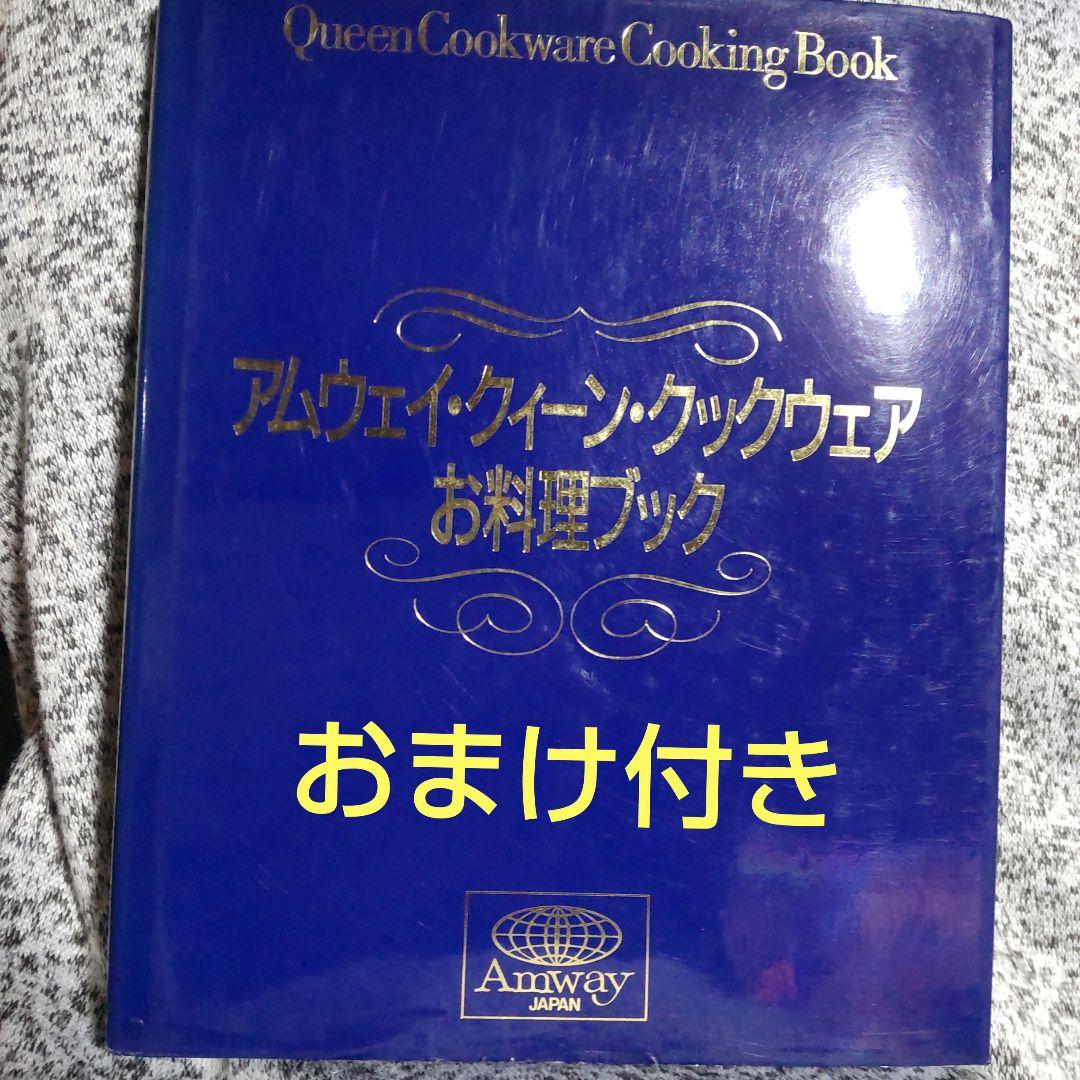 Queen Cookware Cooking Book
アムウェイ・クィーン・クックウェア
お料理ブック
おまけ付き
Amway
JAPAN